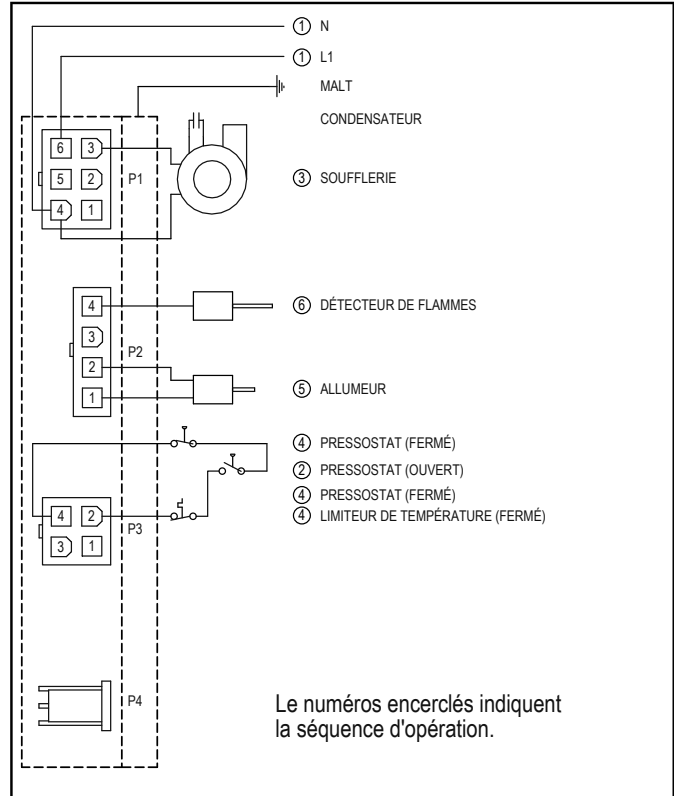 ① N
① L1
MALT
CONDENSATEUR
6 3
5 2 P1
③ SOUFFLERIE
4 1
4
⑥ DÉTECTEUR DE FLAMMES
3
P2
2
⑤ ALLUMEUR
1
④ PRESSOSTAT (FERMÉ)
② PRESSOSTAT (OUVERT)
④ PRESSOSTAT (FERMÉ)
4 2
④ LIMITEUR DE TEMPÉRATURE (FERMÉ)
P3
3 1
P4
Le numéros encerclés indiquent
la séquence d'opération.